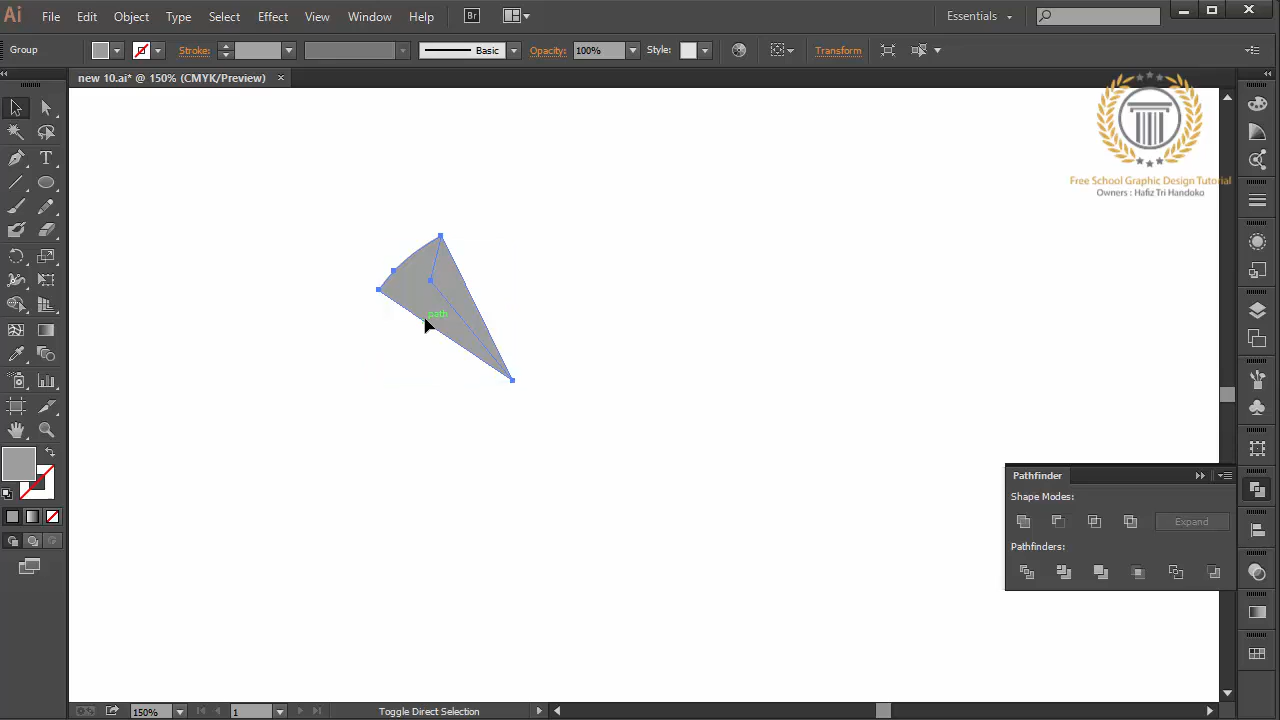 Ai File Edit Object Type Select Effect View Window Help Br Essentials
Group Stroke: Basic Opacity: 100% Style: Transform
new 10.ai* @ 150% (CMYK/Preview)
Free School Graphic Design Tutorial
Owners : Hafiz Tri Handoko
path
Pathfinder
Shape Modes:
Expand
Pathfinders:
150% 1 Toggle Direct Selection